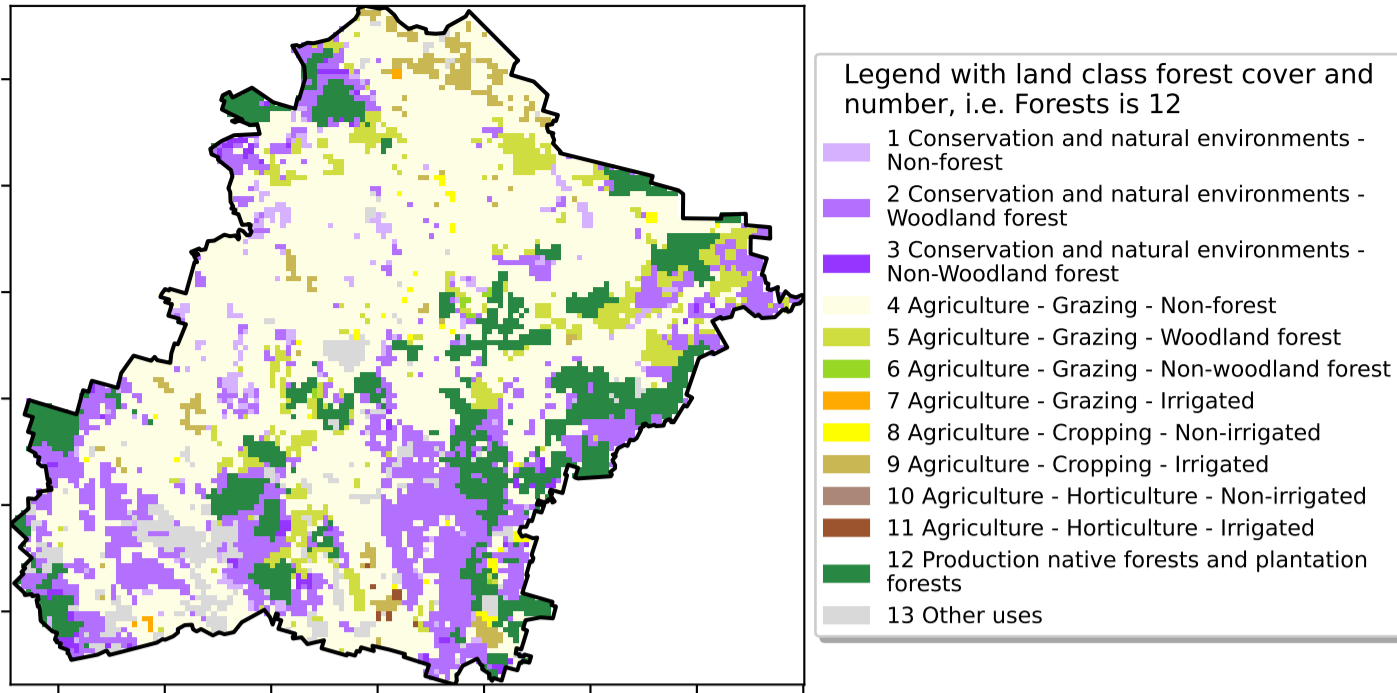 Legend with land class forest cover and
number, i.e. Forests is 12
1 Conservation and natural environments -
Non-forest
2 Conservation and natural environments -
Woodland forest
3 Conservation and natural environments -
Non-Woodland forest
4 Agriculture - Grazing - Non-forest
5 Agriculture - Grazing - Woodland forest
6 Agriculture - Grazing - Non-woodland forest
7 Agriculture - Grazing - Irrigated
8 Agriculture - Cropping - Non-irrigated
9 Agriculture - Cropping - Irrigated
10 Agriculture - Horticulture - Non-irrigated
11 Agriculture - Horticulture - Irrigated
12 Production native forests and plantation
forests
13 Other uses